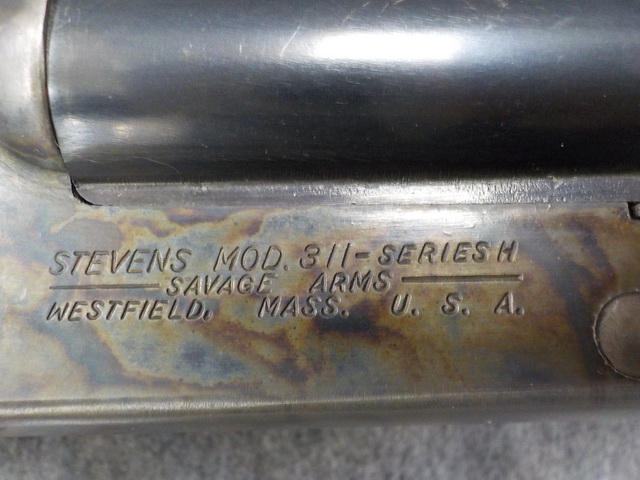 STEVENS MOD. 311-SERIES H
SAVAGE ARMS
WESTFIELD, MASS. U. S. A.